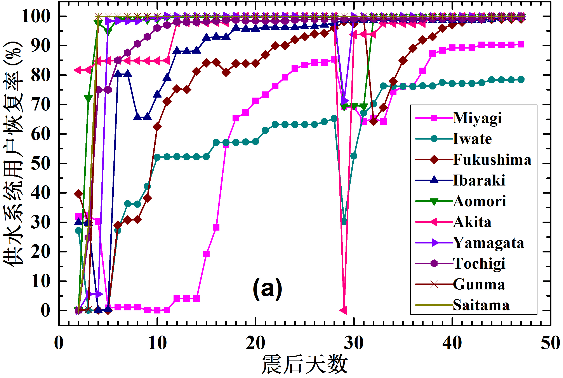 供水系统用户恢复率(%)
100
90
80
70
60
50
40
30
20
10
0
Miyagi
Iwate
Fukushima
Ibaraki
Aomori
Akita
Yamagata
Tochigi
Gunma
Saitama
(a)
0 10 20 30 40 50
震后天数